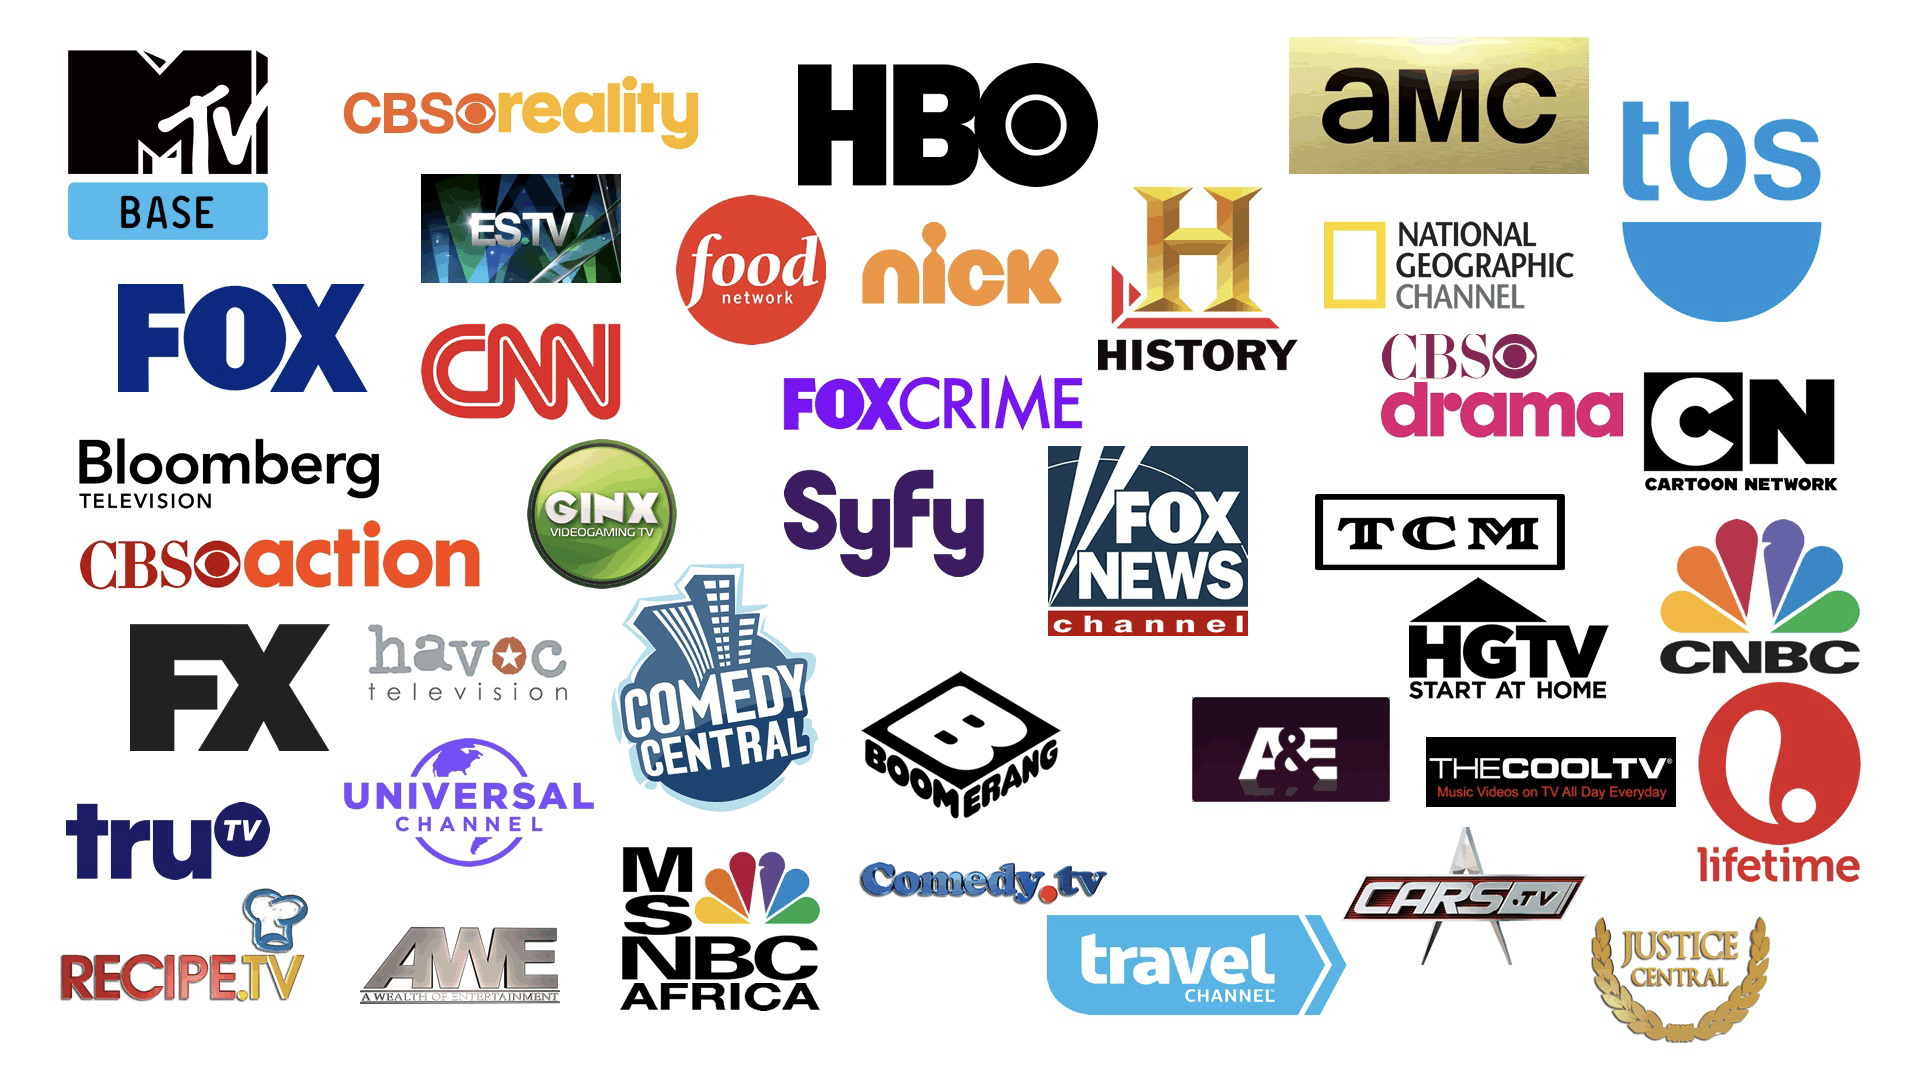 MTV
BASE
CBS reality
HBO
aMC
tbs
ES.TV
food
network
nick
H
HISTORY
NATIONAL
GEOGRAPHIC
CHANNEL
FOX
CNN
FOXCRIME
CBS
drama
CN
CARTOON NETWORK
Bloomberg
TELEVISION
GINX
VIDEOGAMING TV
Syfy
FOX
NEWS
channel
TCM
CBS action
CNBC
HGTV
START AT HOME
FX
havoc
television
COMEDY
CENTRAL
B
BOOMERANG
A&E
THECOOLTV®
Music Videos on TV All Day Everyday
lifetime
UNIVERSAL
CHANNEL
truTV
MSNBC
AFRICA
Comedy.tv
CARS.TV
RECIPE.TV
AWE
A WEALTH OF ENTERTAINMENT
travel
CHANNEL
JUSTICE
CENTRAL